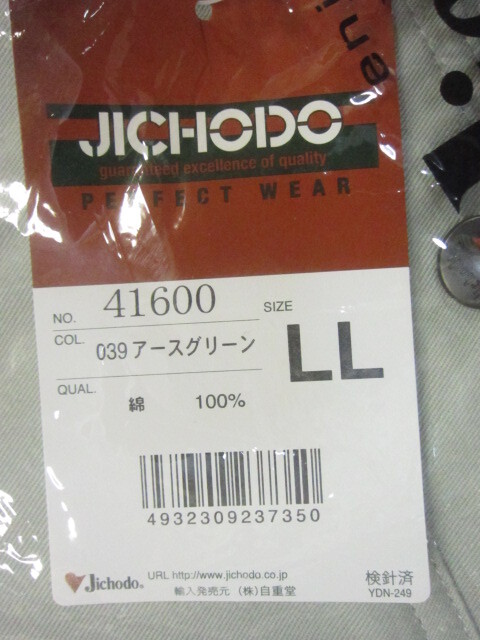 JICHODO
guaranteed excellence of quality
PERFECT WEAR
NO. 41600
SIZE
LL
COL. 039 アースグリーン
QUAL. 綿 100%
4932309237350
Jichodo® URL http://www.jichodo.co.jp
輸入発売元 (株)自重堂
検針済
YDN-249